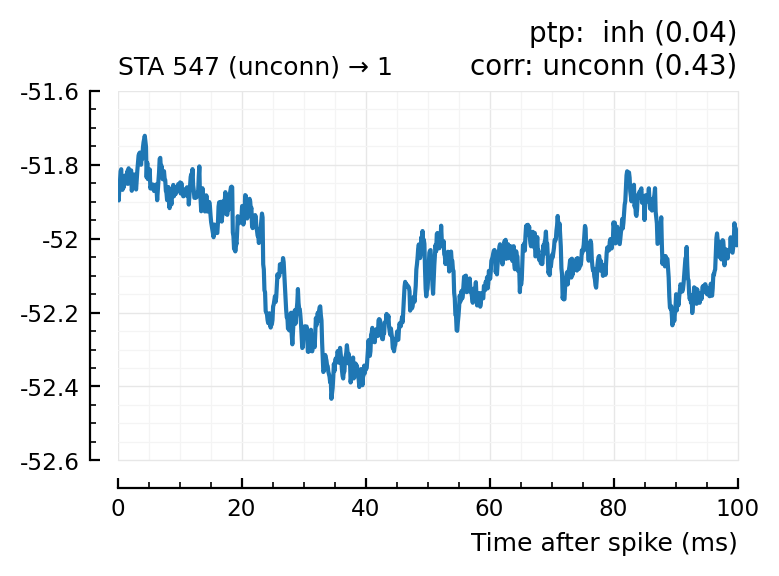 ptp:  inh (0.04)
STA 547 (unconn) → 1 corr: unconn (0.43)
-51.6
-51.8
-52
-52.2
-52.4
-52.6
0 20 40 60 80 100
Time after spike (ms)